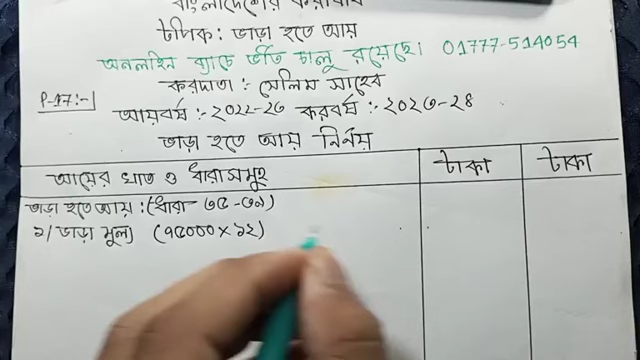 বাংলাদেশের করব্যবস্থা
টপিক: ভাড়া হতে আয়
অনলাইন ব্যাচে ভর্তি চালু রয়েছে। 01777-514054
করদাতা :- সেলিম সাহেব
P-17:-
আয়বর্ষ :- ২০২২-২৩ করবর্ষ :- ২০২৩-২৪
ভাড়া হতে আয় নির্নয়
আয়ের খাত ও ধারাসমূহ টাকা টাকা
ভাড়া হতে আয় : (ধারা- ৩৫ -৩৯)
১/ ভাড়া মূল্য (৭৫০০০ × ১২)